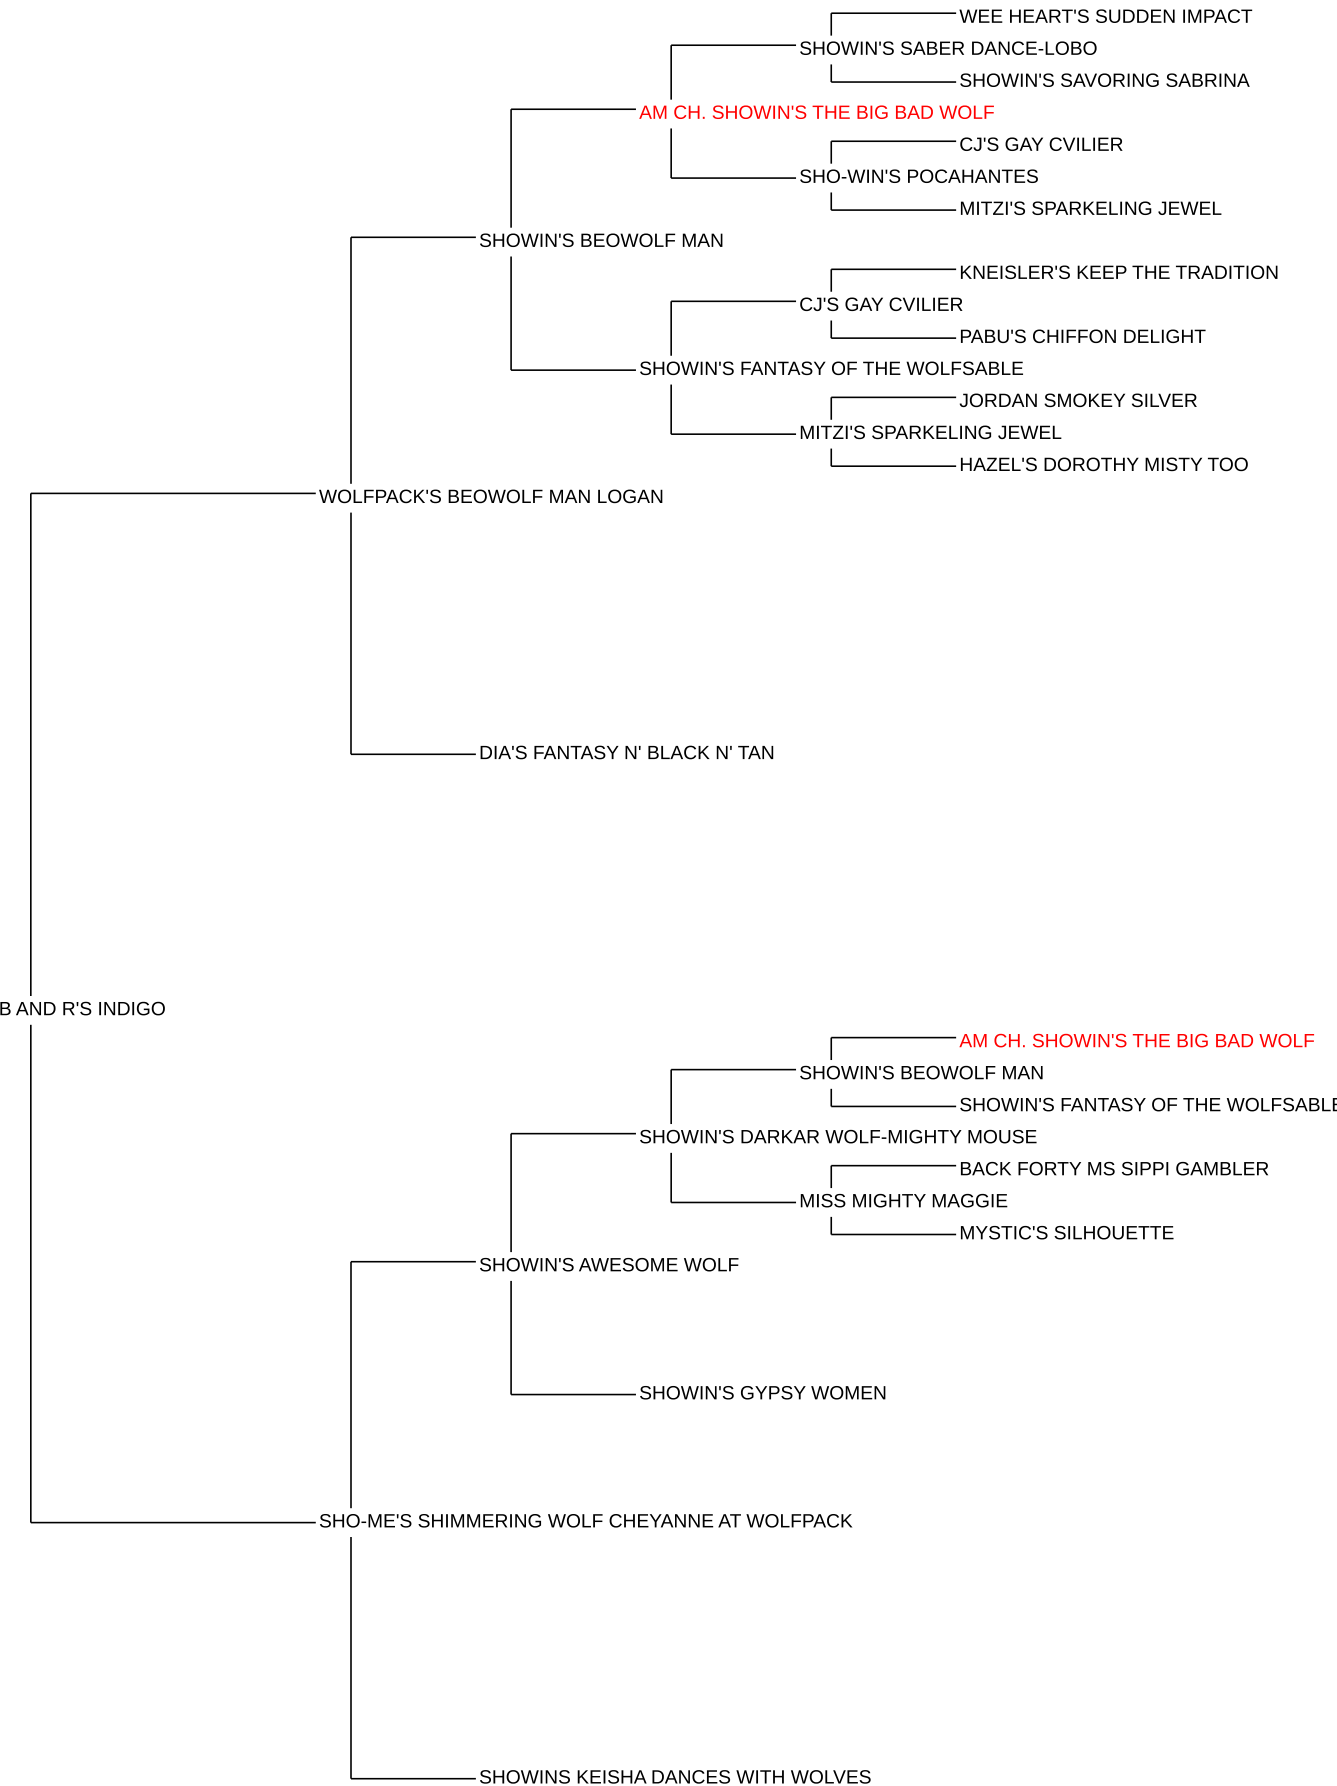 WEE HEART'S SUDDEN IMPACT
SHOWIN'S SABER DANCE-LOBO
SHOWIN'S SAVORING SABRINA
AM CH. SHOWIN'S THE BIG BAD WOLF
CJ'S GAY CVILIER
SHO-WIN'S POCAHANTES
MITZI'S SPARKELING JEWEL
SHOWIN'S BEOWOLF MAN
KNEISLER'S KEEP THE TRADITION
CJ'S GAY CVILIER
PABU'S CHIFFON DELIGHT
SHOWIN'S FANTASY OF THE WOLFSABLE
JORDAN SMOKEY SILVER
MITZI'S SPARKELING JEWEL
HAZEL'S DOROTHY MISTY TOO
WOLFPACK'S BEOWOLF MAN LOGAN
DIA'S FANTASY N' BLACK N' TAN
B AND R'S INDIGO
AM CH. SHOWIN'S THE BIG BAD WOLF
SHOWIN'S BEOWOLF MAN
SHOWIN'S FANTASY OF THE WOLFSABLE
SHOWIN'S DARKAR WOLF-MIGHTY MOUSE
BACK FORTY MS SIPPI GAMBLER
MISS MIGHTY MAGGIE
MYSTIC'S SILHOUETTE
SHOWIN'S AWESOME WOLF
SHOWIN'S GYPSY WOMEN
SHO-ME'S SHIMMERING WOLF CHEYANNE AT WOLFPACK
SHOWINS KEISHA DANCES WITH WOLVES